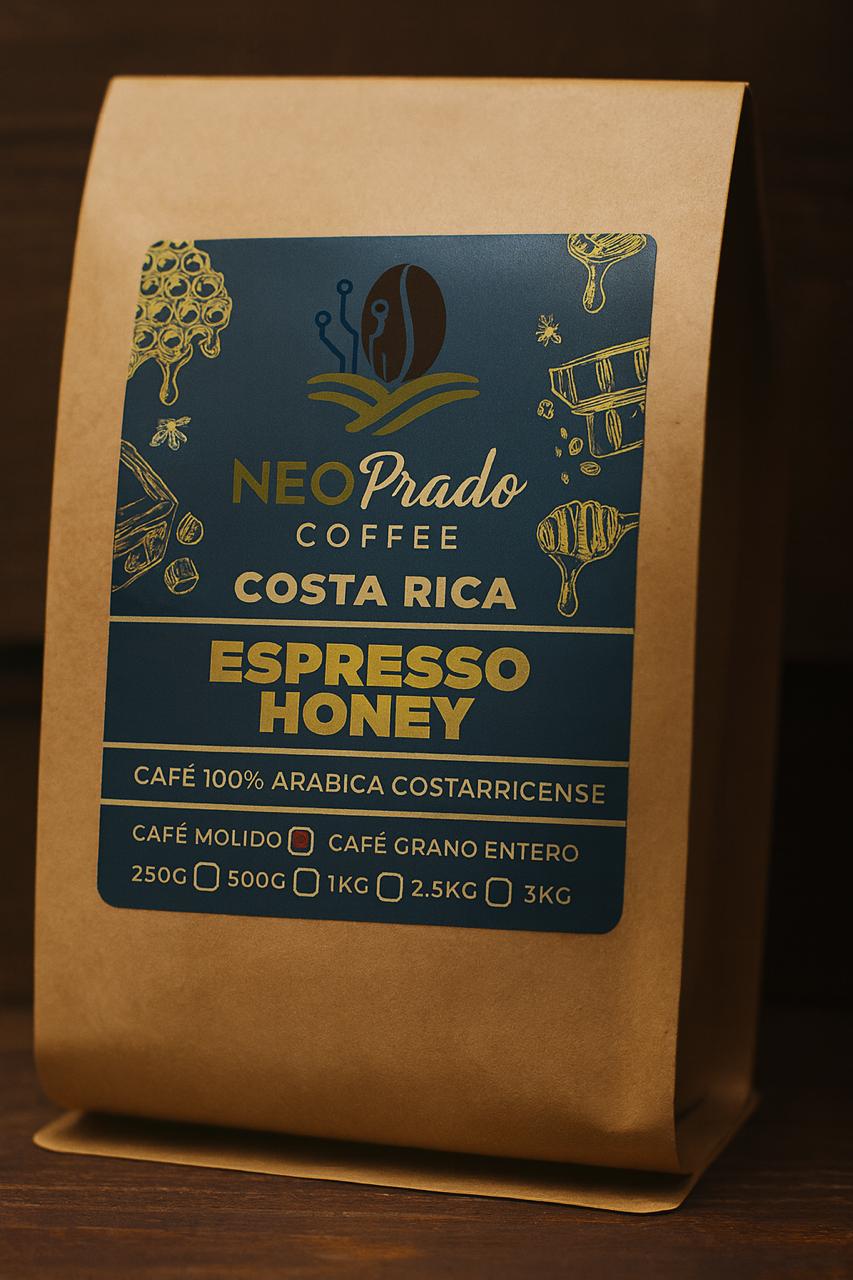 NEOPrado
COFFEE
COSTA RICA
ESPRESSO
HONEY
CAFÉ 100% ARABICA COSTARRICENSE
CAFÉ MOLIDO CAFÉ GRANO ENTERO
250G 500G 1KG 2.5KG 3KG